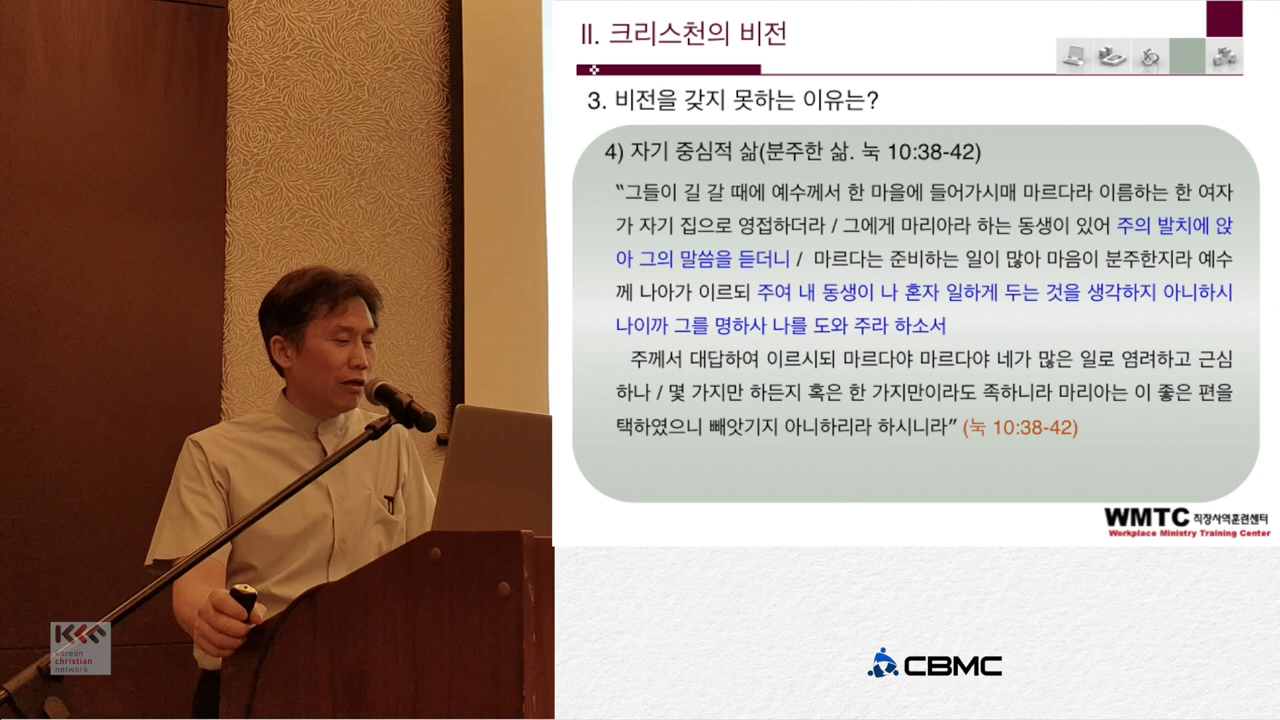 II. 크리스천의 비전
3. 비전을 갖지 못하는 이유는?
4) 자기 중심적 삶(분주한 삶. 눅 10:38-42)
“그들이 길 갈 때에 예수께서 한 마을에 들어가시매 마르다라 이름하는 한 여자
가 자기 집으로 영접하더라 / 그에게 마리아라 하는 동생이 있어 주의 발치에 앉
아 그의 말씀을 듣더니 / 마르다는 준비하는 일이 많아 마음이 분주한지라 예수
께 나아가 이르되 주여 내 동생이 나 혼자 일하게 두는 것을 생각하지 아니하시
나이까 그를 명하사 나를 도와 주라 하소서
주께서 대답하여 이르시되 마르다야 마르다야 네가 많은 일로 염려하고 근심
하나 / 몇 가지만 하든지 혹은 한 가지만이라도 족하니라 마리아는 이 좋은 편을
택하였으니 빼앗기지 아니하리라 하시니라” (눅 10:38-42)
WMTC 직장사역훈련센터
Workplace Ministry Training Center
CBMC
korean
christian
network